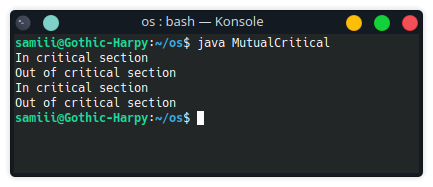 os : bash — Konsole
samiii@Gothic-Harpy:~/os$ java MutualCritical
In critical section
Out of critical section
In critical section
Out of critical section
samiii@Gothic-Harpy:~/os$